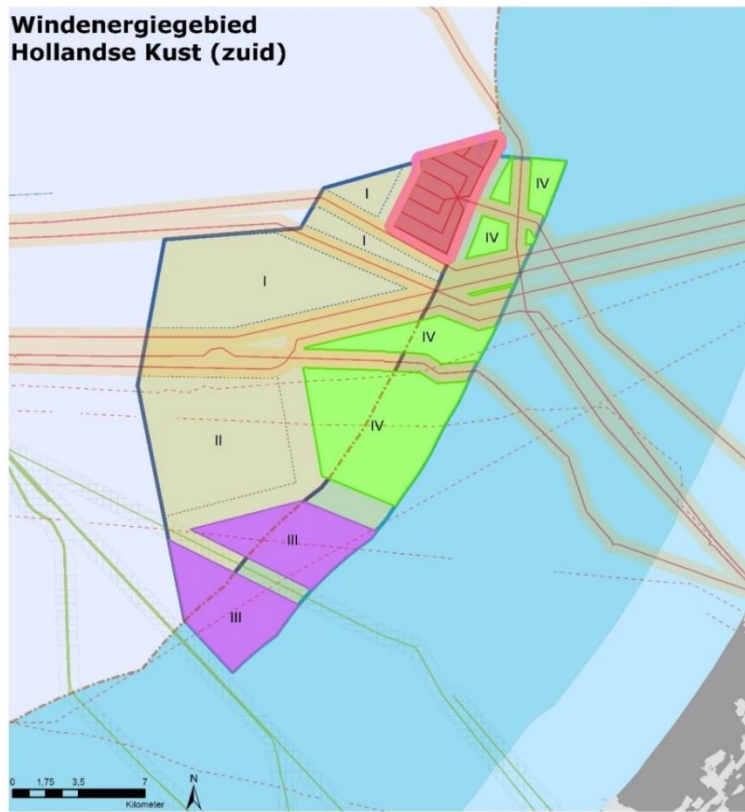 Windenergiegebied
Hollandse Kust (zuid)
I
IV
I
IV
I
IV
IV
II
III
III
0 1,75 3,5 7
Kilometer
N